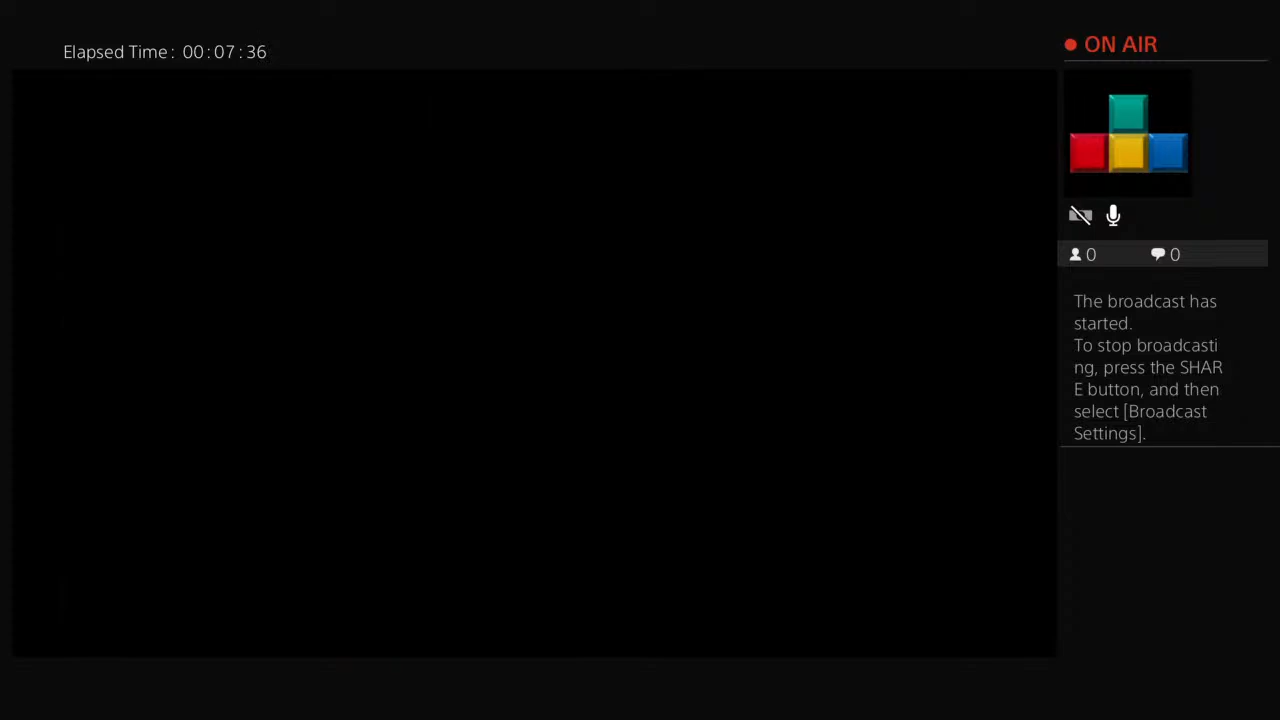 Elapsed Time: 00:07:36
ON AIR
0
0
The broadcast has
started.
To stop broadcasti
ng, press the SHAR
E button, and then
select [Broadcast
Settings].